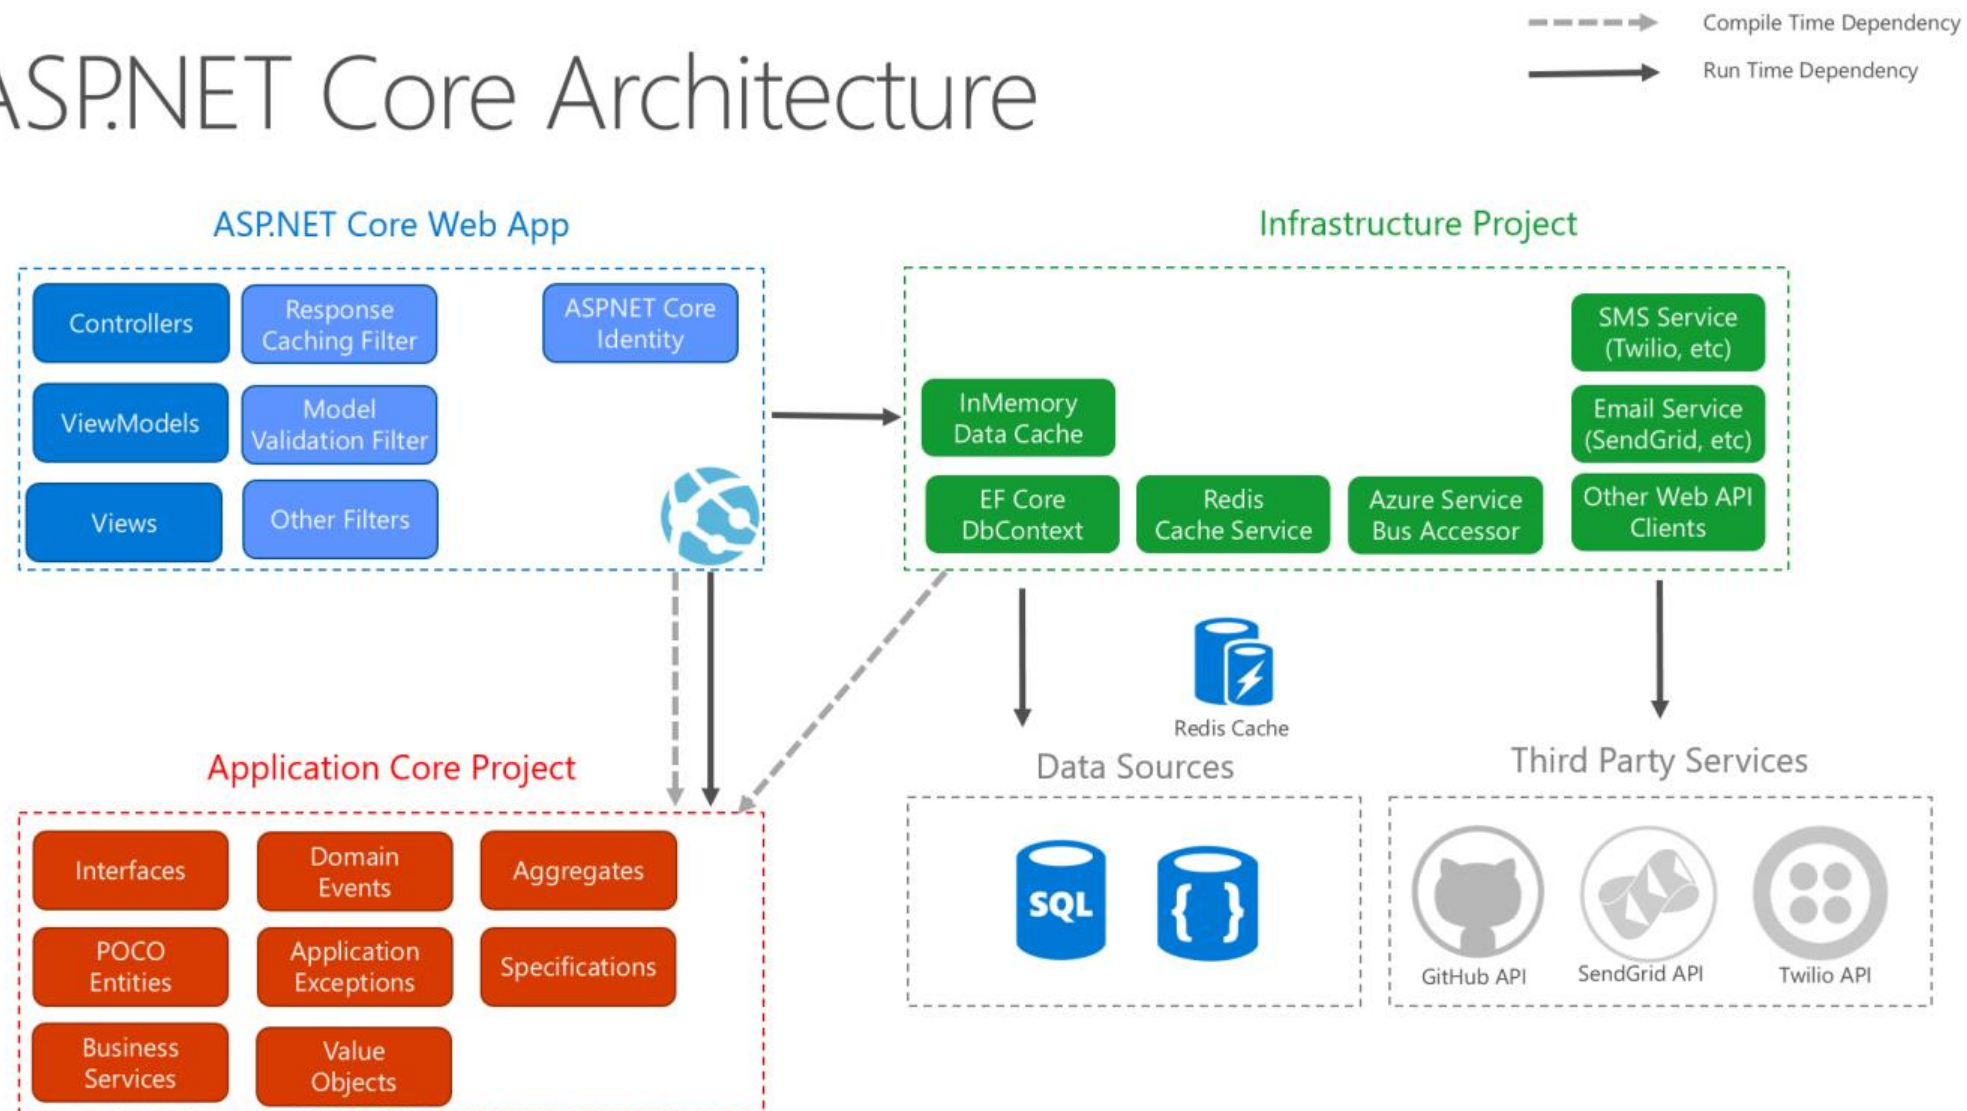 Compile Time Dependency
Run Time Dependency
ASP.NET Core Architecture
ASP.NET Core Web App
Controllers
Response
Caching Filter
ASPNET Core
Identity
ViewModels
Model
Validation Filter
Views
Other Filters
Infrastructure Project
SMS Service
(Twilio, etc)
InMemory
Data Cache
Email Service
(SendGrid, etc)
EF Core
DbContext
Redis
Cache Service
Azure Service
Bus Accessor
Other Web API
Clients
Redis Cache
Application Core Project
Interfaces
Domain
Events
Aggregates
POCO
Entities
Application
Exceptions
Specifications
Business
Services
Value
Objects
Data Sources
SQL
{ }
Third Party Services
GitHub API
SendGrid API
Twilio API